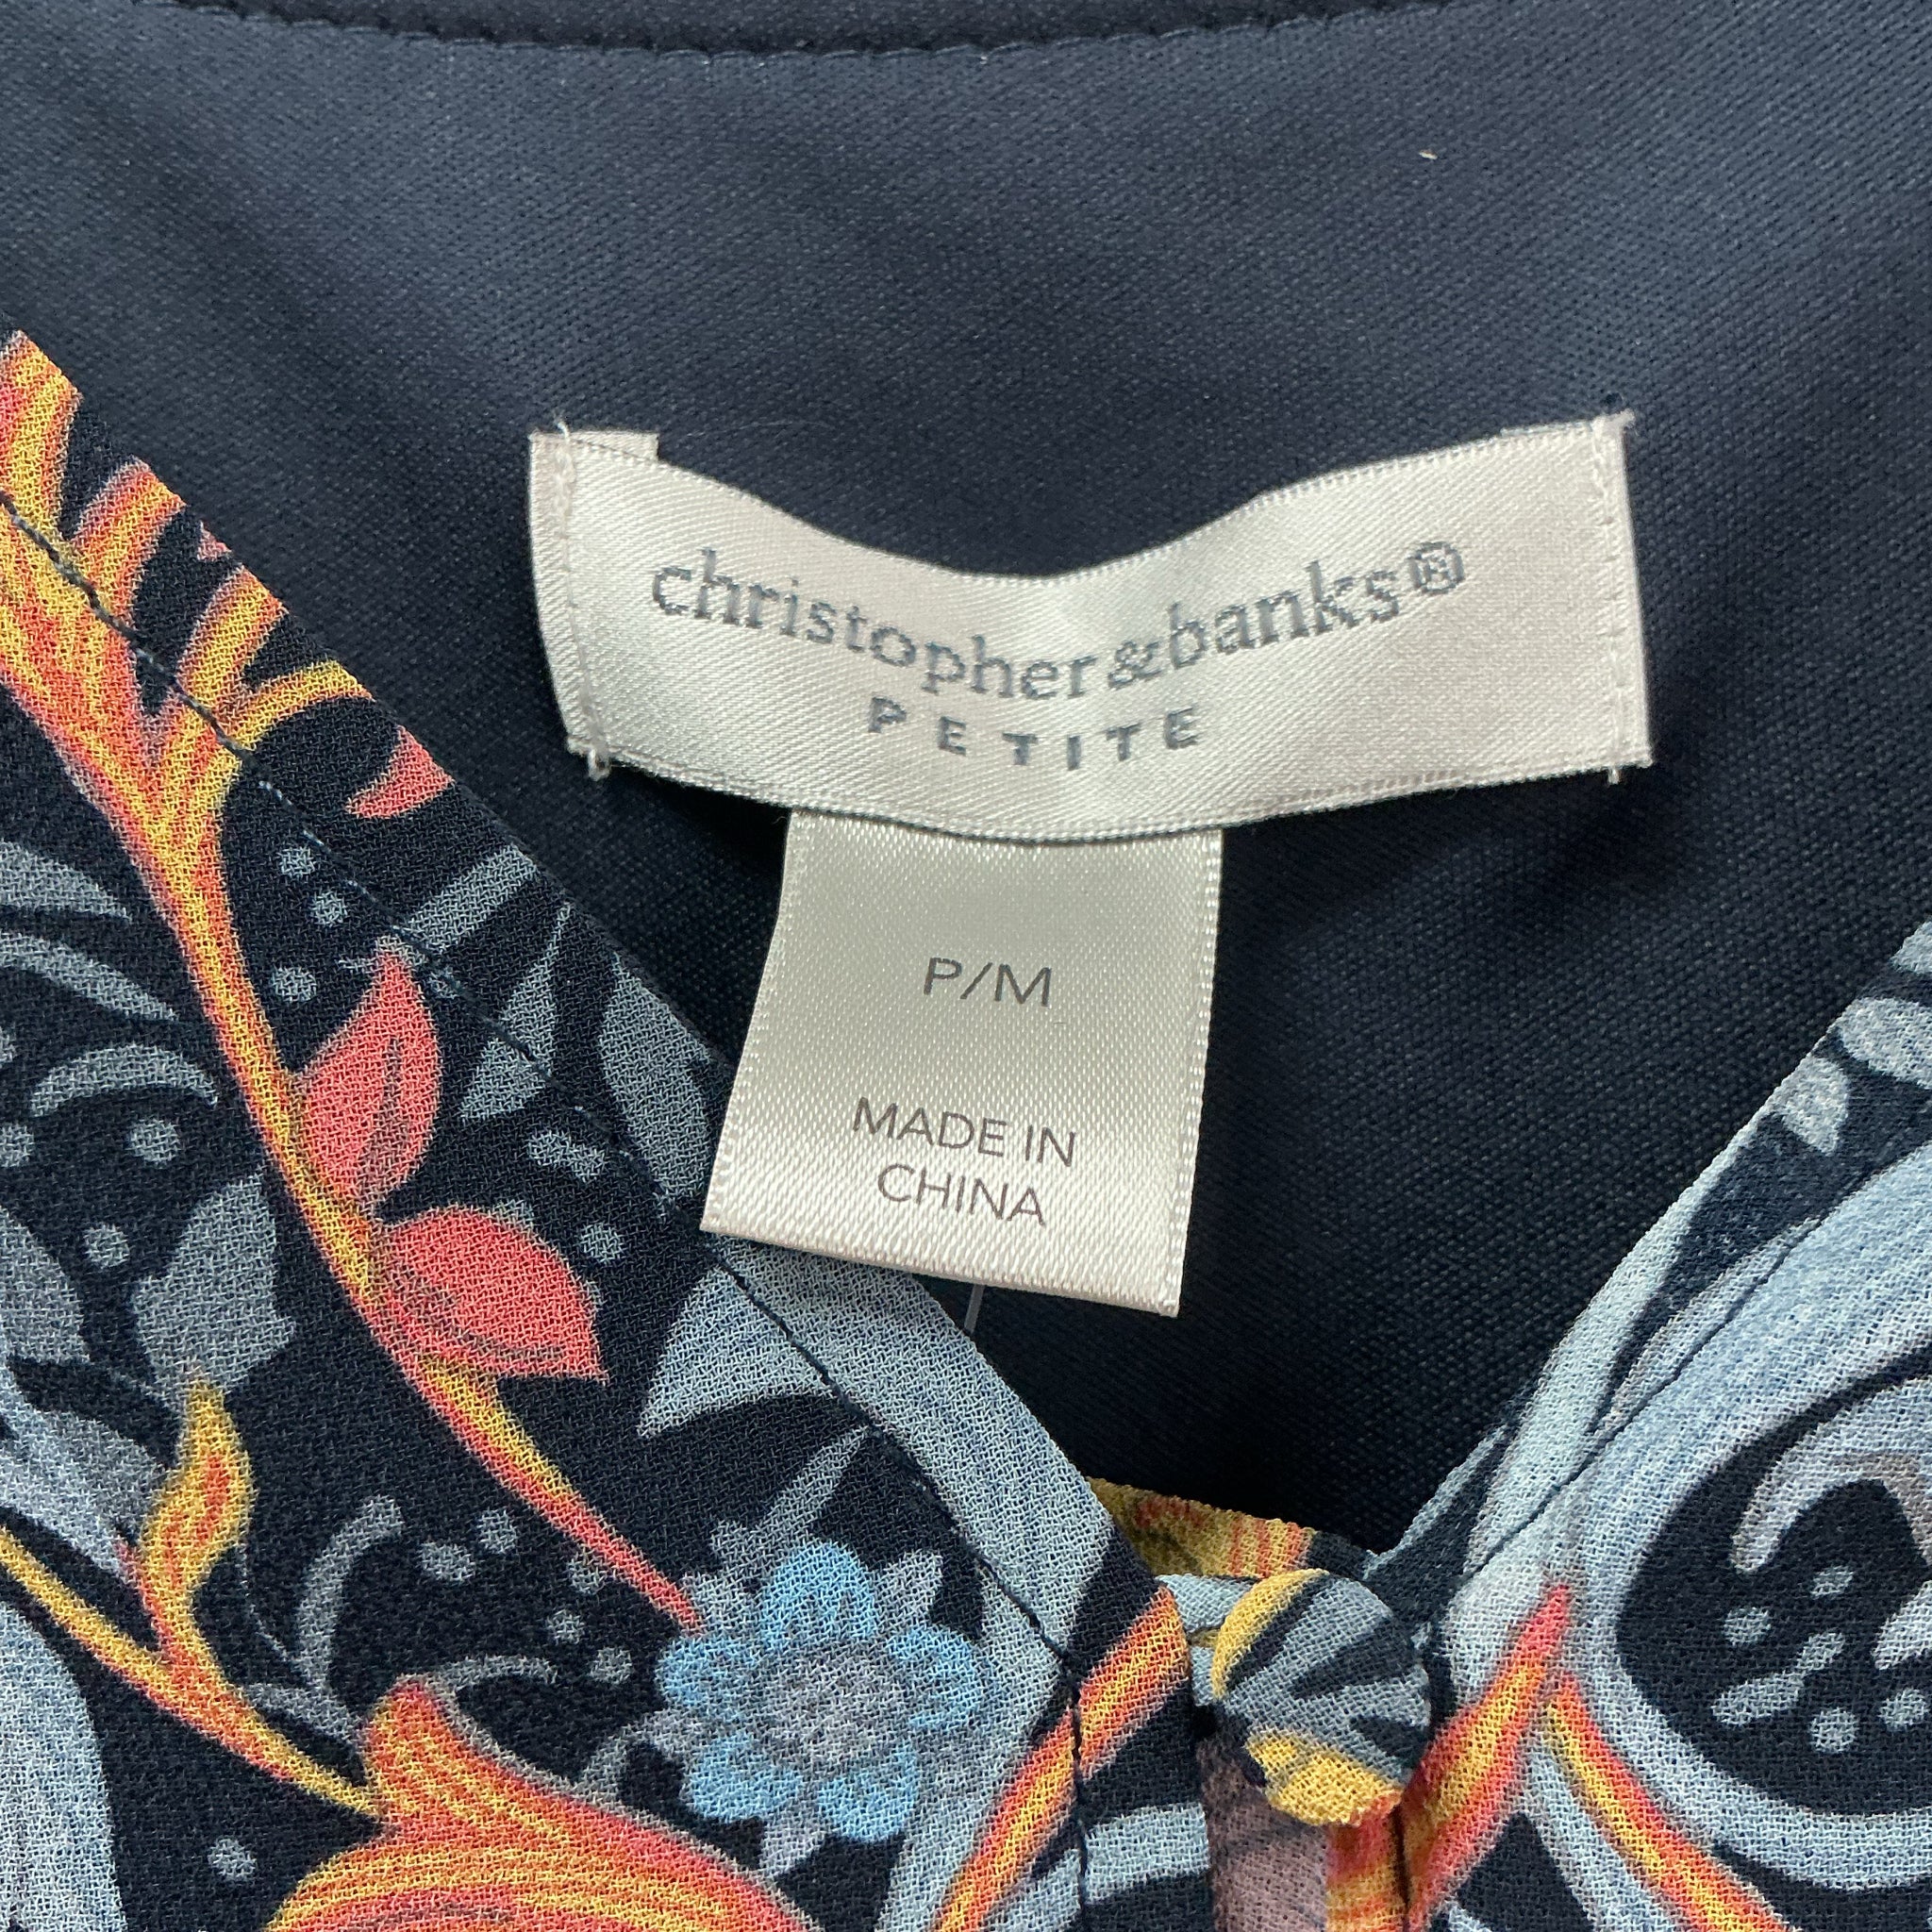 christopher&banks®
PETITE
P/M
MADE IN
CHINA